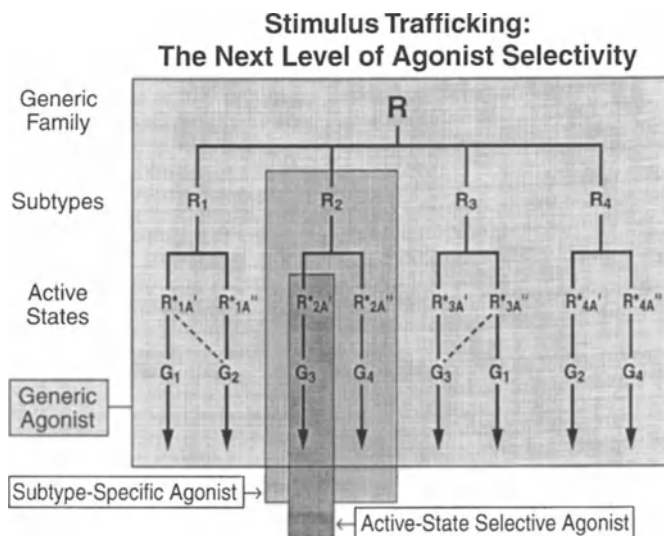 Stimulus Trafficking:
The Next Level of Agonist Selectivity
Generic
Family
R
Subtypes
R₁ R₂ R₃ R₄
Active
States
R*1A' R*1A" R*2A' R*2A" R*3A' R*3A" R*4A' R*4A"
G₁ G₂ G₃ G₄ G₃ G₁ G₂ G₄
Generic
Agonist
Subtype-Specific Agonist
Active-State Selective Agonist